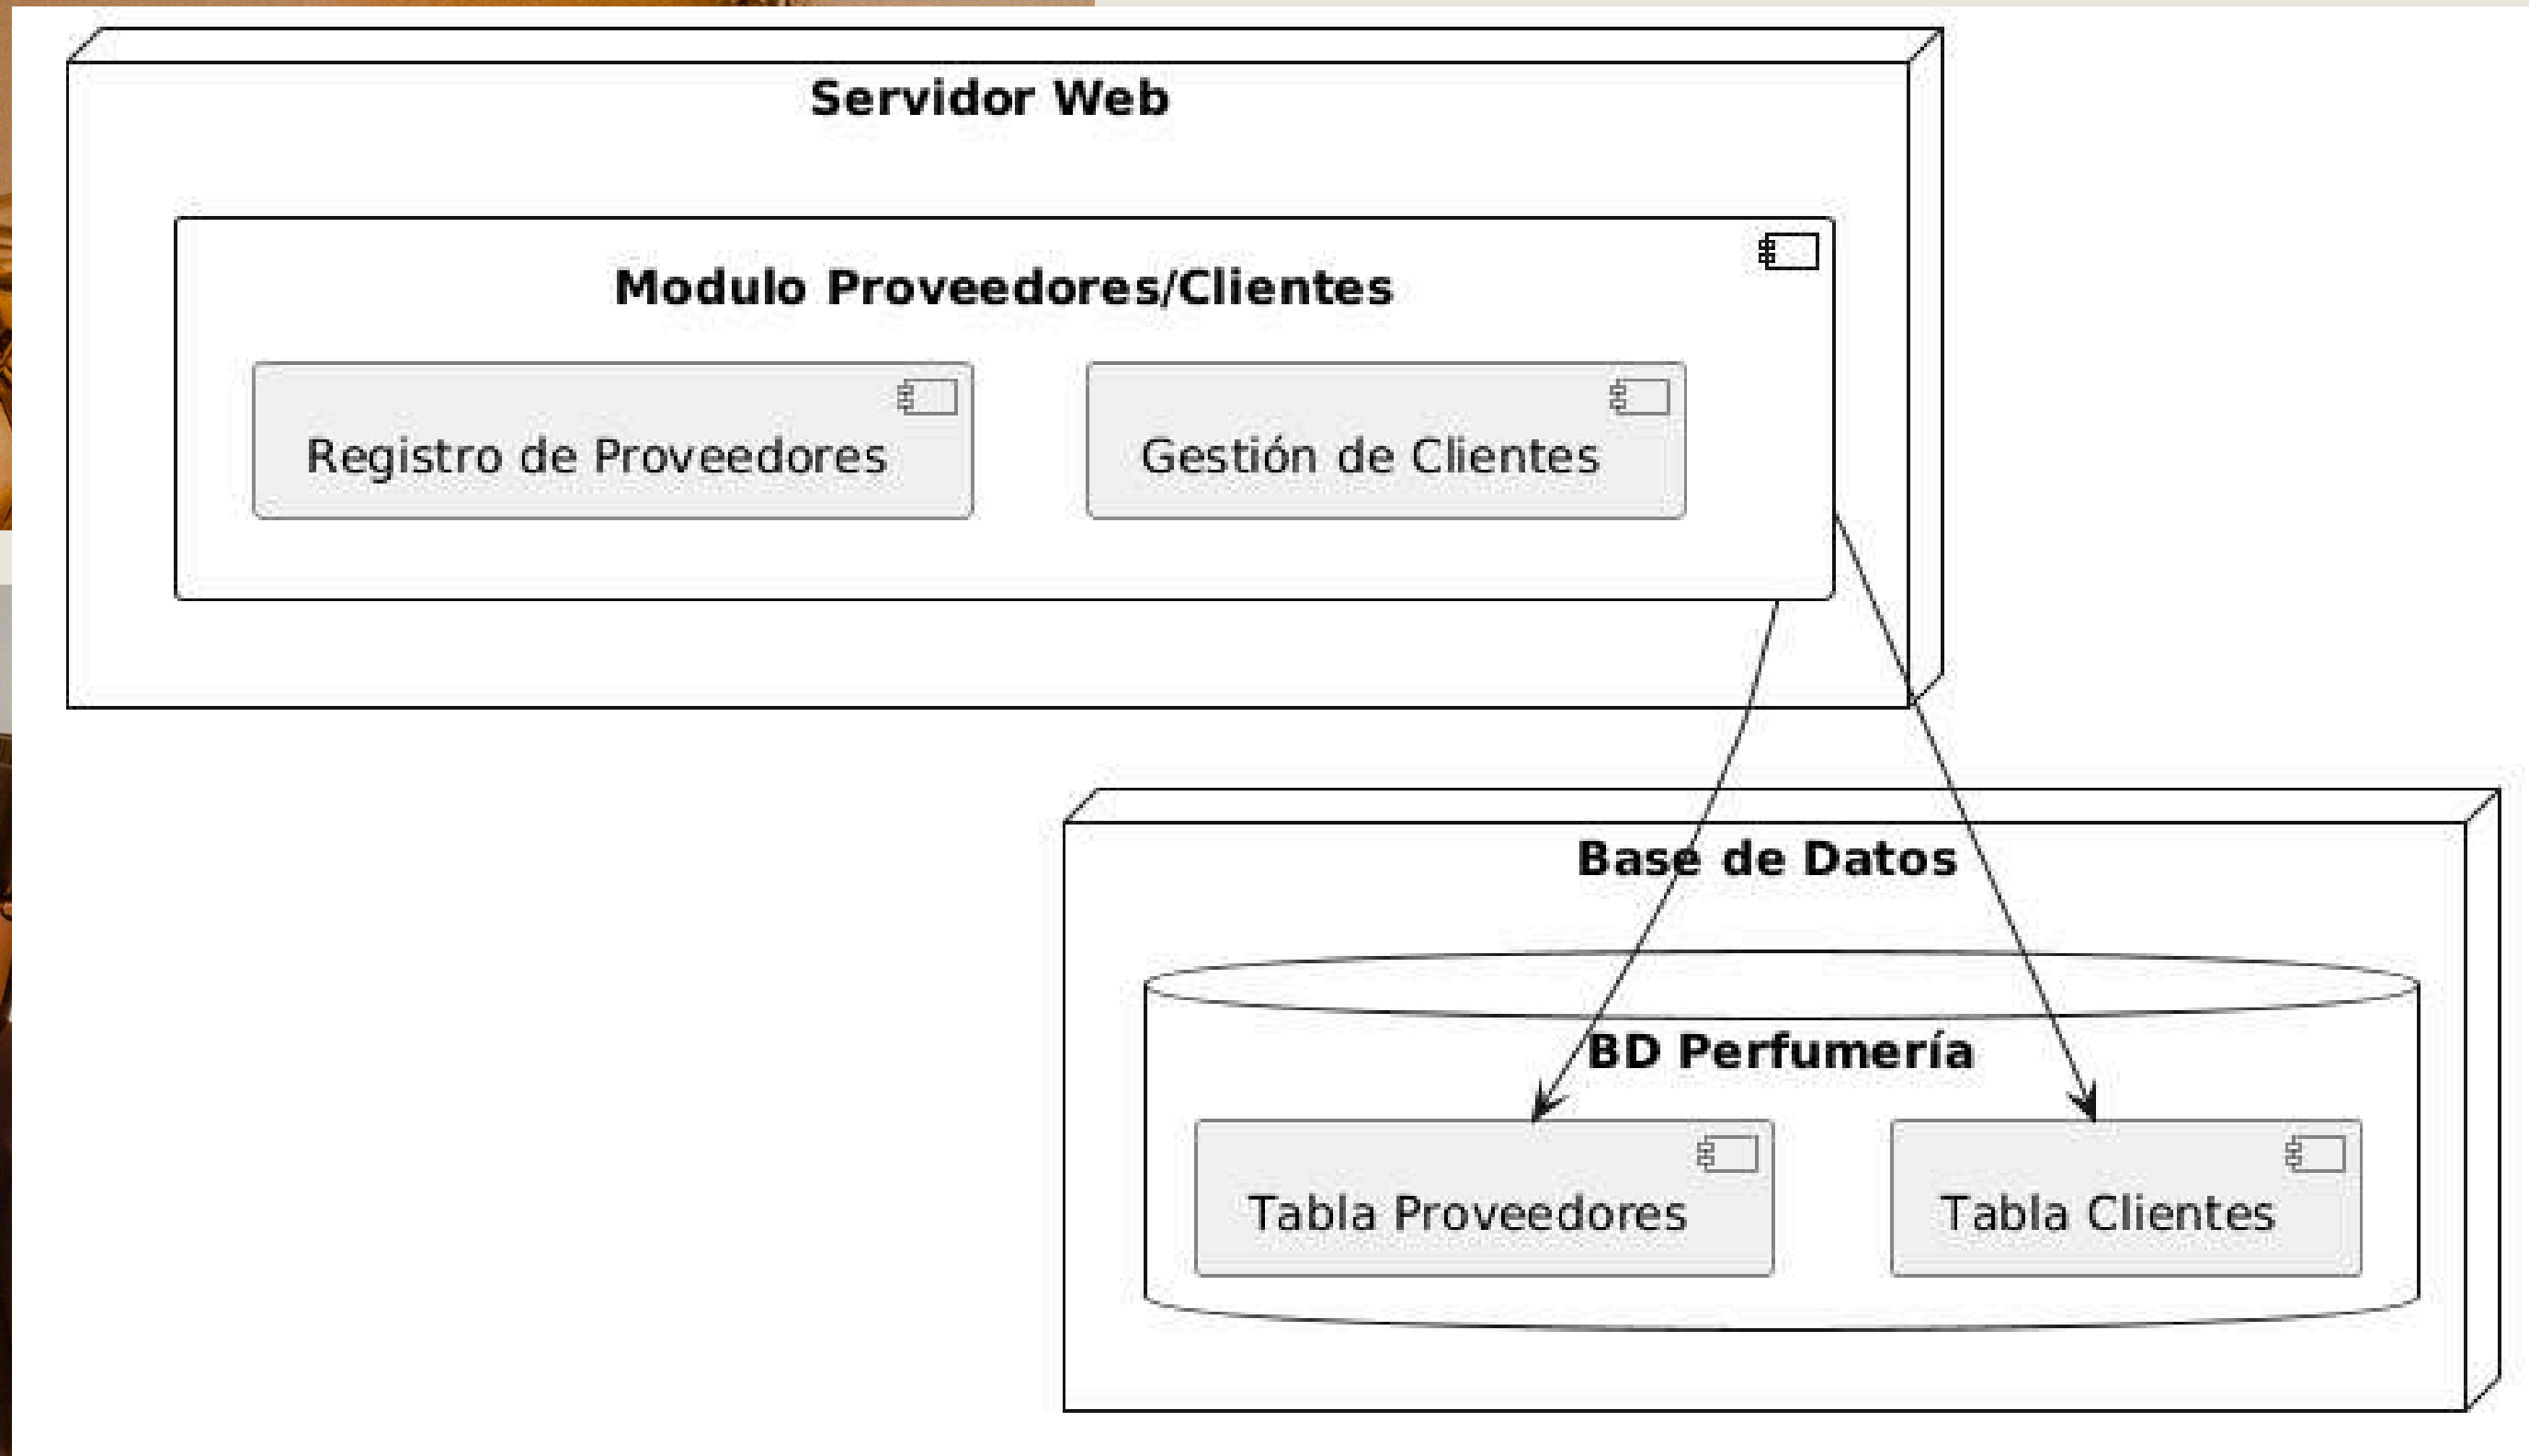 Servidor Web
Modulo Proveedores/Clientes
Registro de Proveedores
Gestión de Clientes
Base de Datos
BD Perfumería
Tabla Proveedores
Tabla Clientes